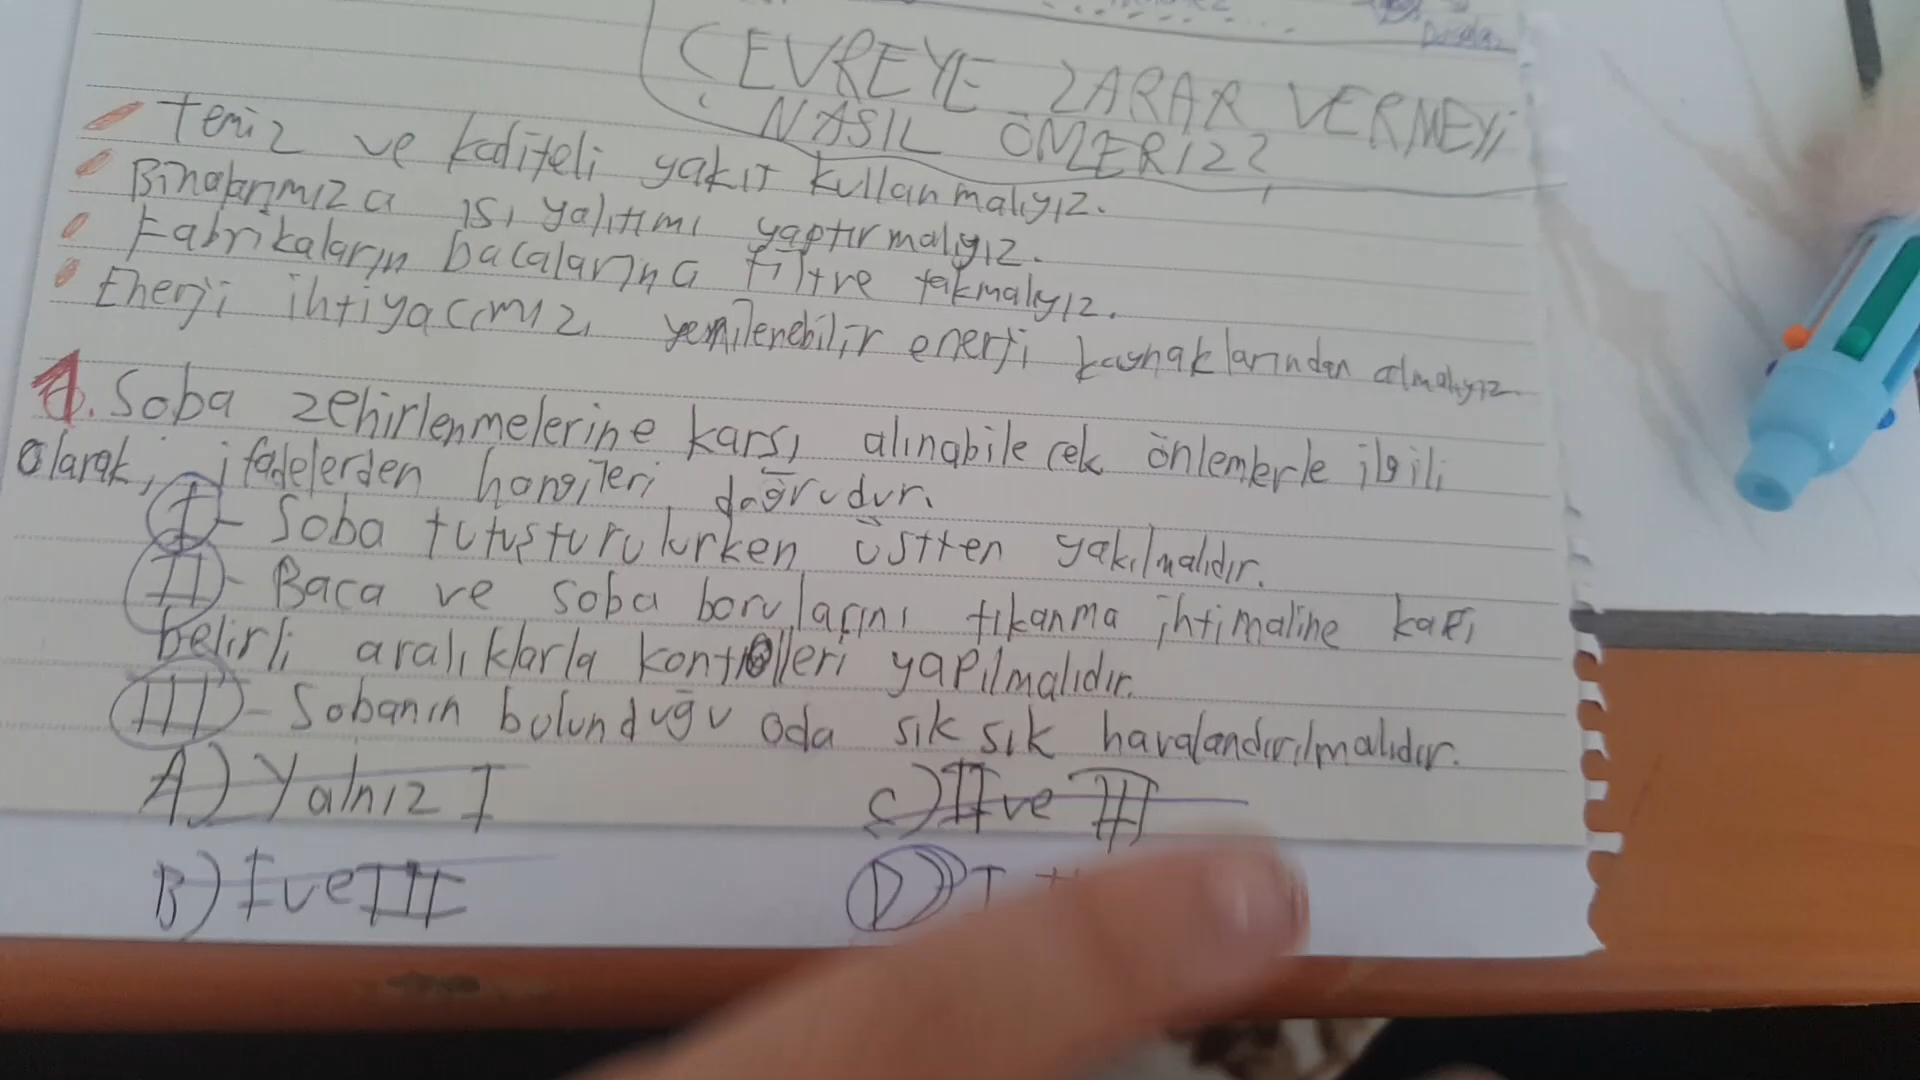 ÇEVREYE ZARAR VERMEYİ
NASIL ÖNLERİZ?
Temiz ve kaliteli yakıt kullanmalıyız.
Binalarımıza ısı yalıtımı yaptırmalıyız.
Fabrikaların bacalarına filtre takmalıyız.
Enerji ihtiyacımızı yenilenebilir enerji kaynaklarından almalıyız
1. Soba zehirlenmelerine karşı alınabilecek önlemlerle ilgili
olarak, ifadelerden hangileri doğrudur.
I- Soba tutuşturulurken üstten yakılmalıdır.
II- Baca ve soba borularını tıkanma ihtimaline karşı
belirli aralıklarla kontrolleri yapılmalıdır.
III- Sobanın bulunduğu oda sık sık havalandırılmalıdır.
A) Yalnız I
C) II ve III
B) I ve III
D) I